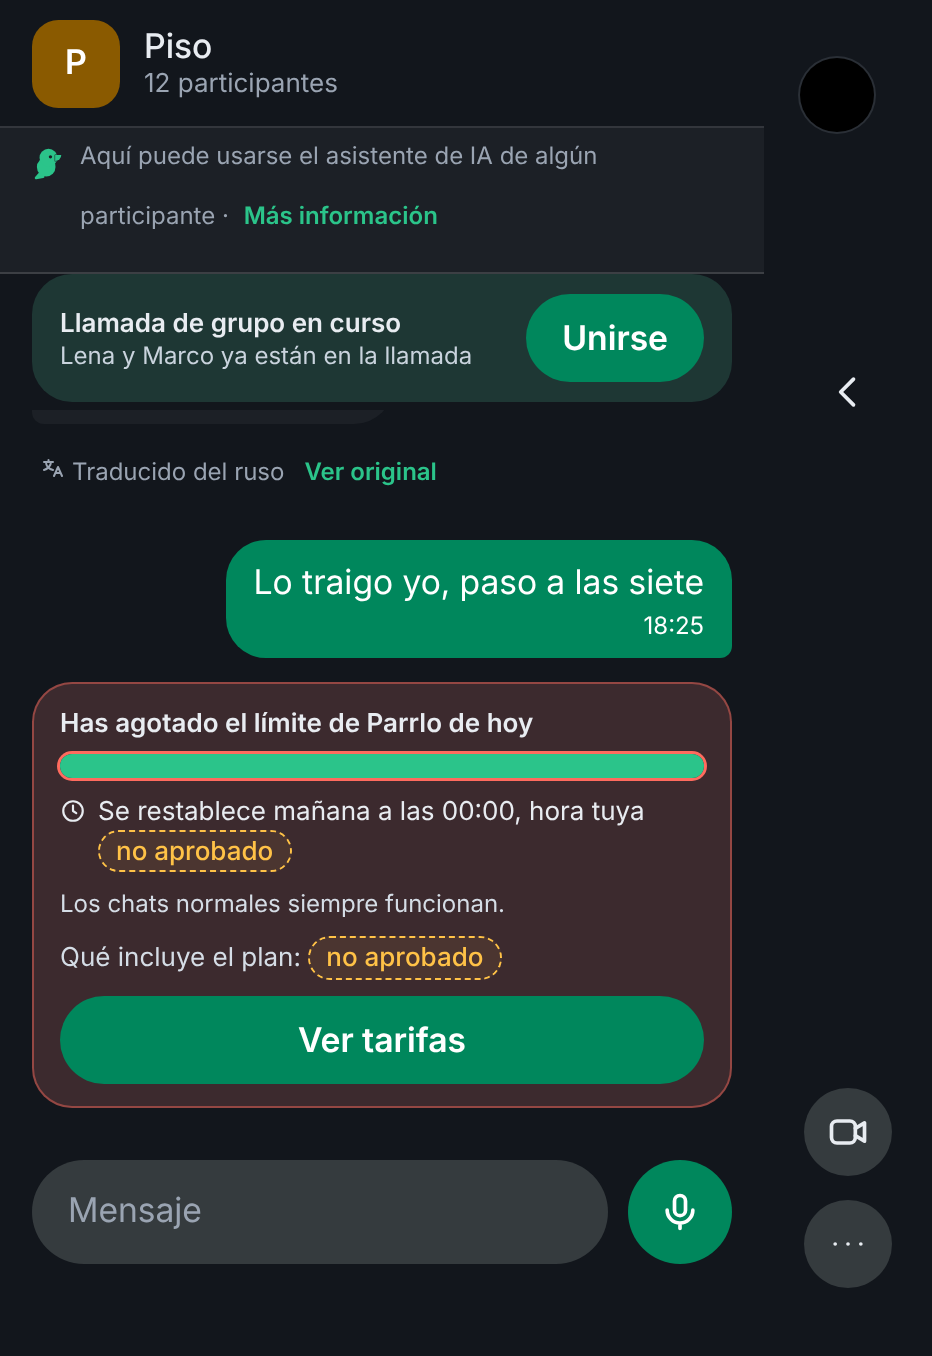 P
Piso
12 participantes
Aquí puede usarse el asistente de IA de algún
participante · Más información
Llamada de grupo en curso
Lena y Marco ya están en la llamada
Unirse
Traducido del ruso Ver original
Lo traigo yo, paso a las siete
18:25
Has agotado el límite de Parrlo de hoy
Se restablece mañana a las 00:00, hora tuya
no aprobado
Los chats normales siempre funcionan.
Qué incluye el plan: no aprobado
Ver tarifas
Mensaje